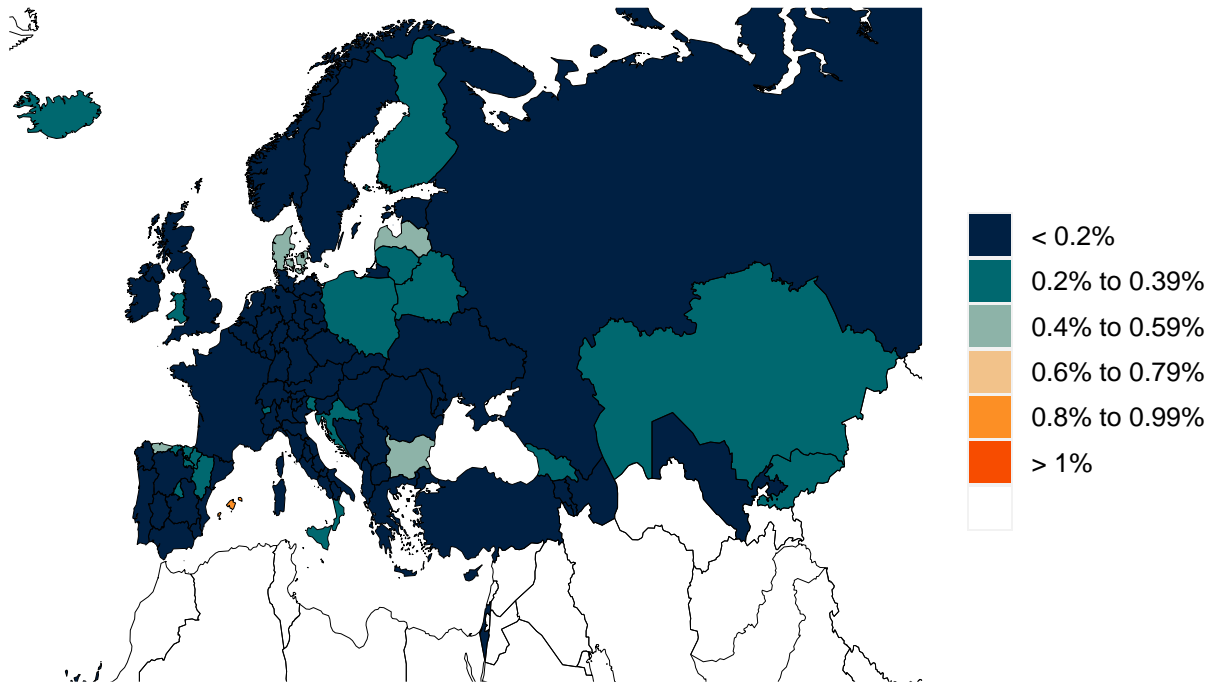 < 0.2%
0.2% to 0.39%
0.4% to 0.59%
0.6% to 0.79%
0.8% to 0.99%
> 1%